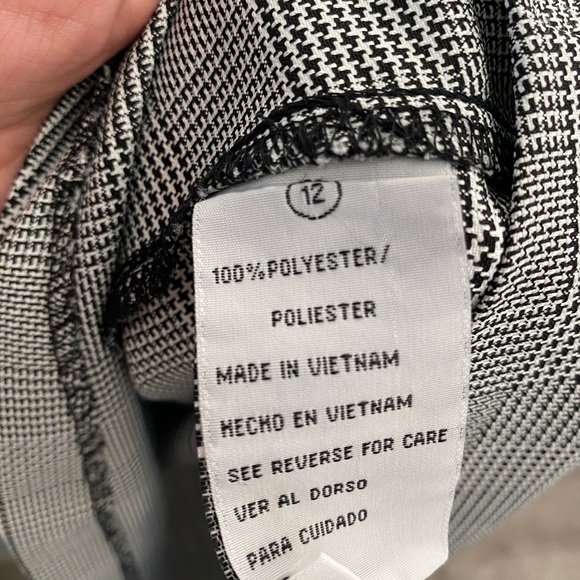 12
100%POLYESTER/
POLIESTER
MADE IN VIETNAM
HECHO EN VIETNAM
SEE REVERSE FOR CARE
VER AL DORSO
PARA CUIDADO